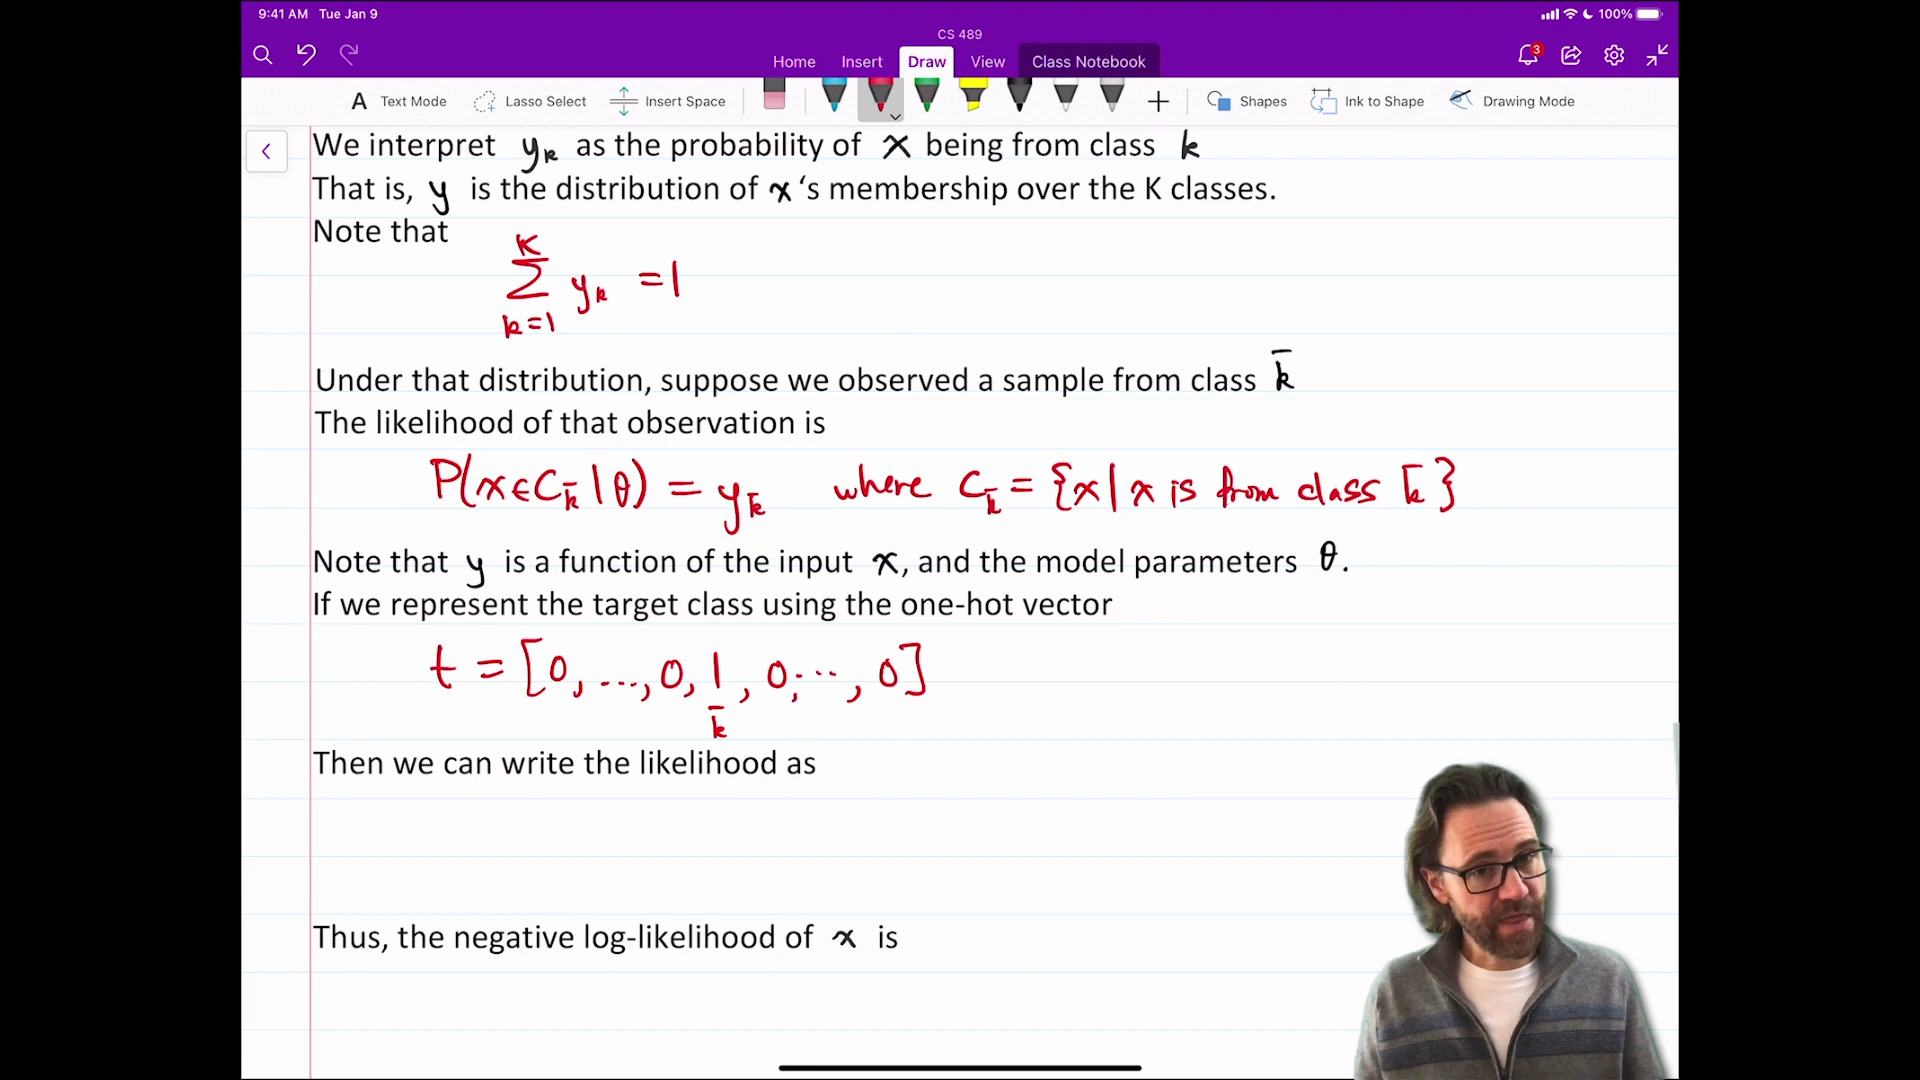 9:41 AM Tue Jan 9
100%
CS 489
Home Insert Draw View Class Notebook
3
A Text Mode Lasso Select Insert Space Shapes Ink to Shape Drawing Mode
We interpret yₖ as the probability of x being from class k
That is, y is the distribution of x 's membership over the K classes.
Note that
K
Σ yₖ = 1
k=1
Under that distribution, suppose we observed a sample from class k̄
The likelihood of that observation is
P(x∈C_k̄ | θ) = y_k̄ where C_k̄ = {x | x is from class k̄}
Note that y is a function of the input x, and the model parameters θ.
If we represent the target class using the one-hot vector
t = [0, ..., 0, 1, 0, ..., 0]
k̄
Then we can write the likelihood as
Thus, the negative log-likelihood of x is